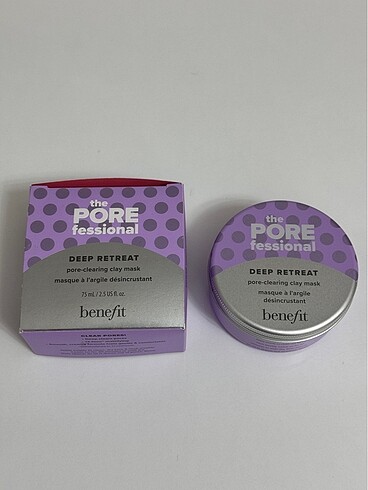 the
PORE
fessional
DEEP RETREAT
pore-clearing clay mask
masque à l'argile désincrustant
75 mL / 2.5 US fl. oz.
benefit
CLEAR PORES!
the
PORE
fessional
DEEP RETREAT
pore-clearing clay mask
masque à l'argile
désincrustant
benefit